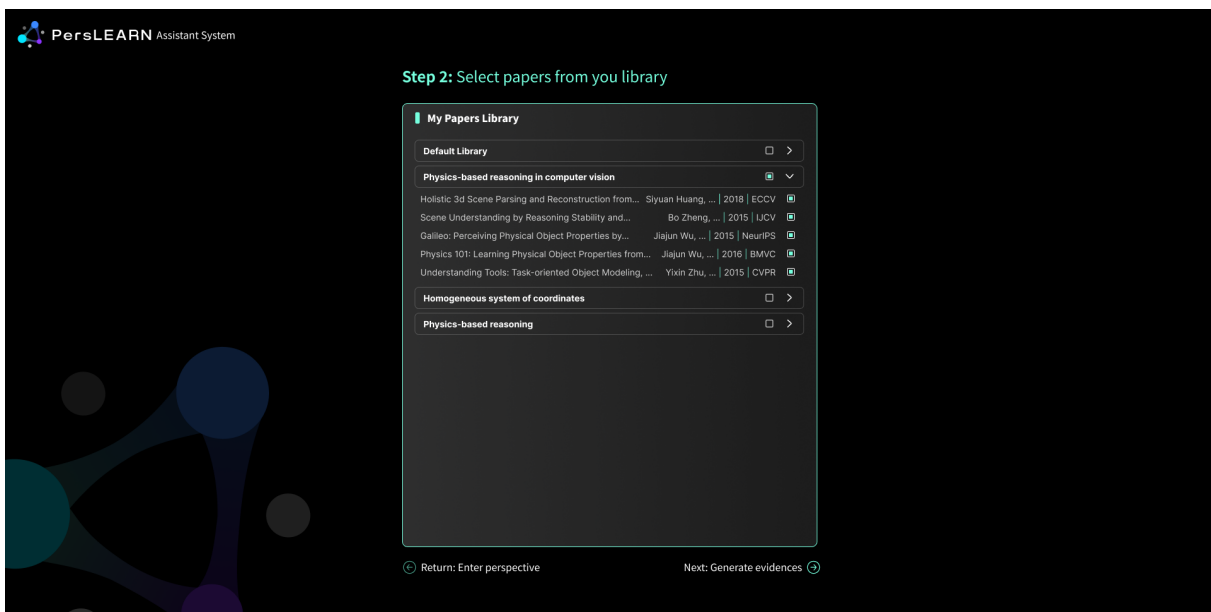 PersLEARN Assistant System
Step 2: Select papers from you library
My Papers Library
Default Library
Physics-based reasoning in computer vision
Holistic 3d Scene Parsing and Reconstruction from... Siyuan Huang, ... | 2018 | ECCV
Scene Understanding by Reasoning Stability and... Bo Zheng, ... | 2015 | IJCV
Galileo: Perceiving Physical Object Properties by... Jiajun Wu, ... | 2015 | NeurIPS
Physics 101: Learning Physical Object Properties from... Jiajun Wu, ... | 2016 | BMVC
Understanding Tools: Task-oriented Object Modeling, ... Yixin Zhu, ... | 2015 | CVPR
Homogeneous system of coordinates
Physics-based reasoning
Return: Enter perspective Next: Generate evidences